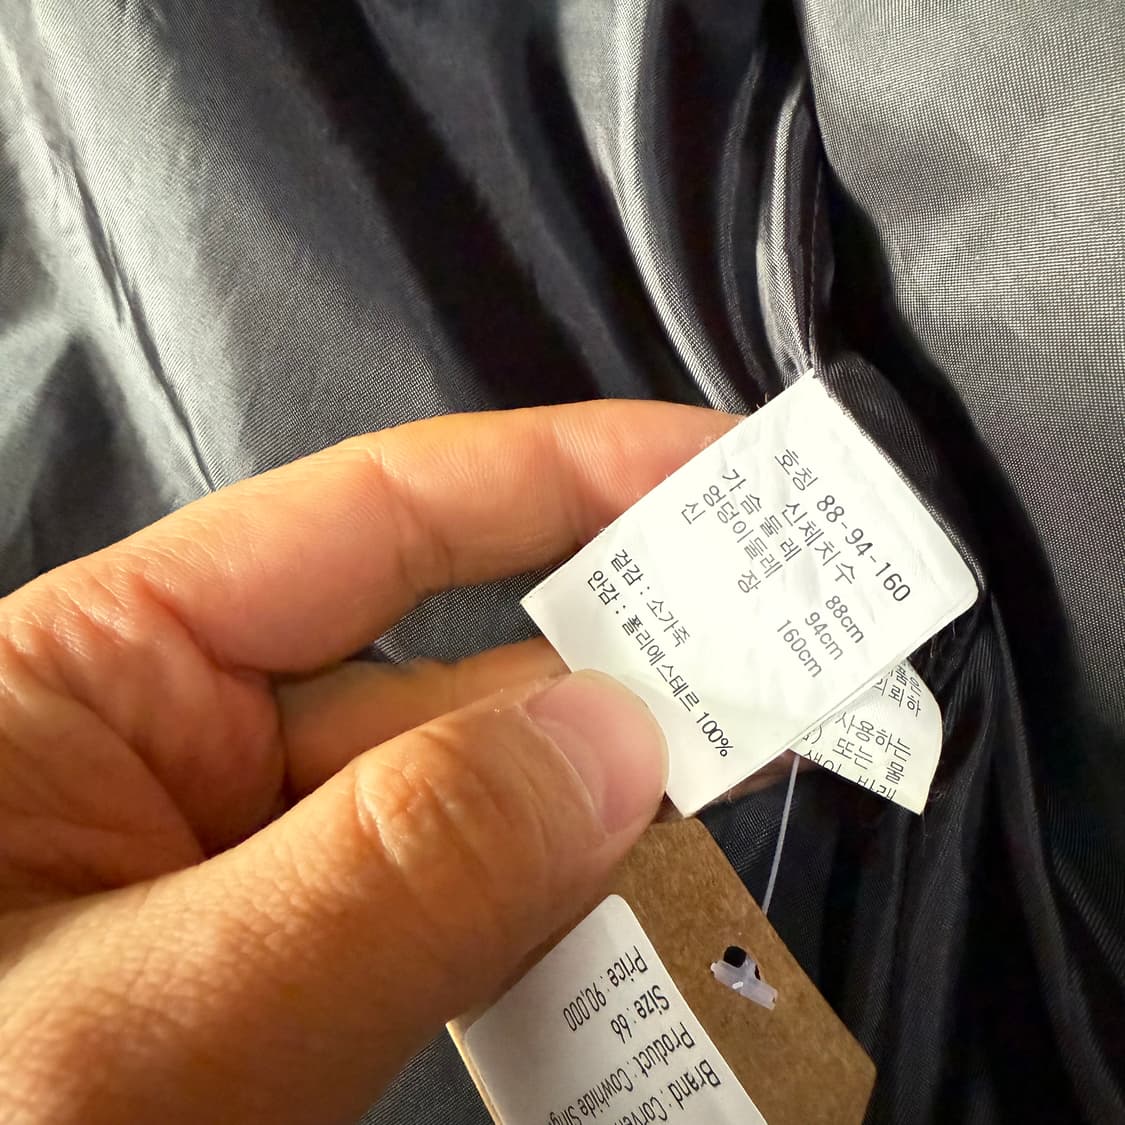 호칭 88-94-160
신체치수
가슴둘레 88cm
엉덩이둘레 94cm
신장 160cm
겉감 : 소가죽
안감 : 폴리에스테르 100%
사용하는
또는 물
Brand : Corver
Product : Cowhide Sing
Size : 66
Price : 90,000